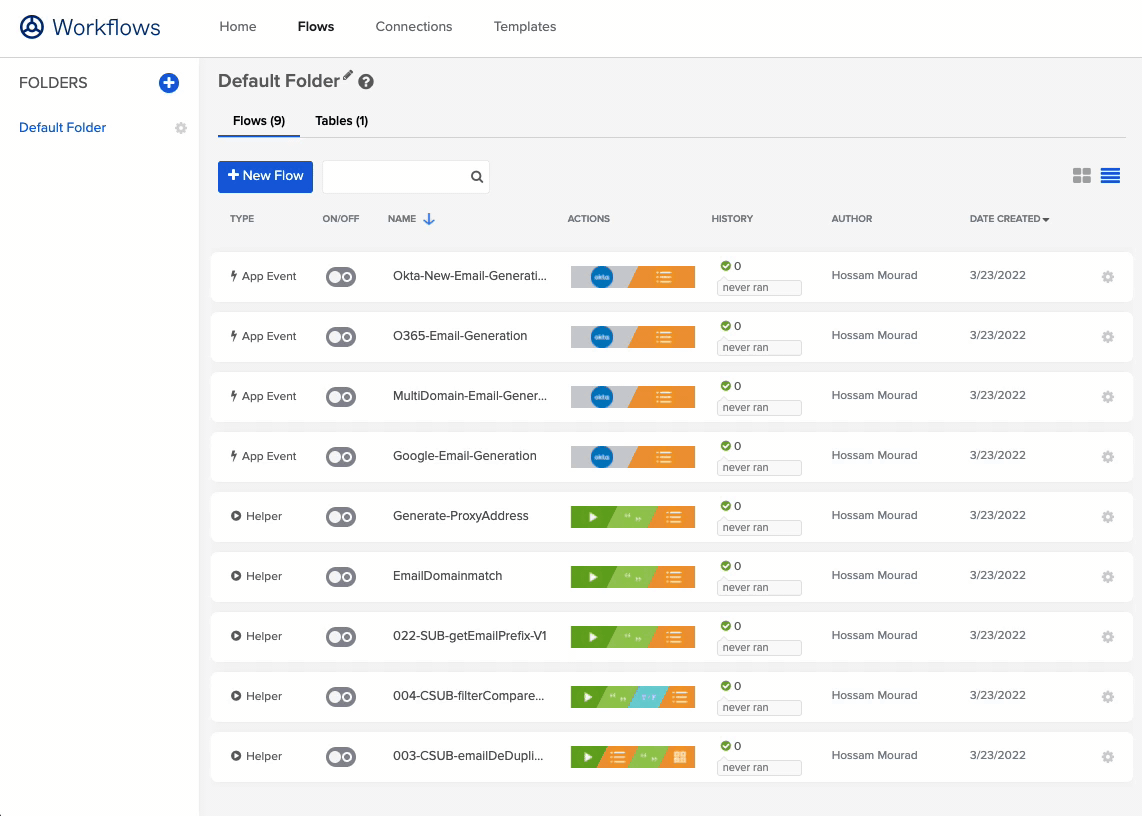 Workflows
Home Flows Connections Templates
FOLDERS
Default Folder
Default Folder
Flows (9) Tables (1)
New Flow
TYPE ON/OFF NAME ACTIONS HISTORY AUTHOR DATE CREATED
App Event Okta-New-Email-Generati... okta 0 never ran Hossam Mourad 3/23/2022
App Event O365-Email-Generation okta 0 never ran Hossam Mourad 3/23/2022
App Event MultiDomain-Email-Gener... okta 0 never ran Hossam Mourad 3/23/2022
App Event Google-Email-Generation okta 0 never ran Hossam Mourad 3/23/2022
Helper Generate-ProxyAddress 0 never ran Hossam Mourad 3/23/2022
Helper EmailDomainmatch 0 never ran Hossam Mourad 3/23/2022
Helper 022-SUB-getEmailPrefix-V1 0 never ran Hossam Mourad 3/23/2022
Helper 004-CSUB-filterCompare... 0 never ran Hossam Mourad 3/23/2022
Helper 003-CSUB-emailDeDupli... 0 never ran Hossam Mourad 3/23/2022